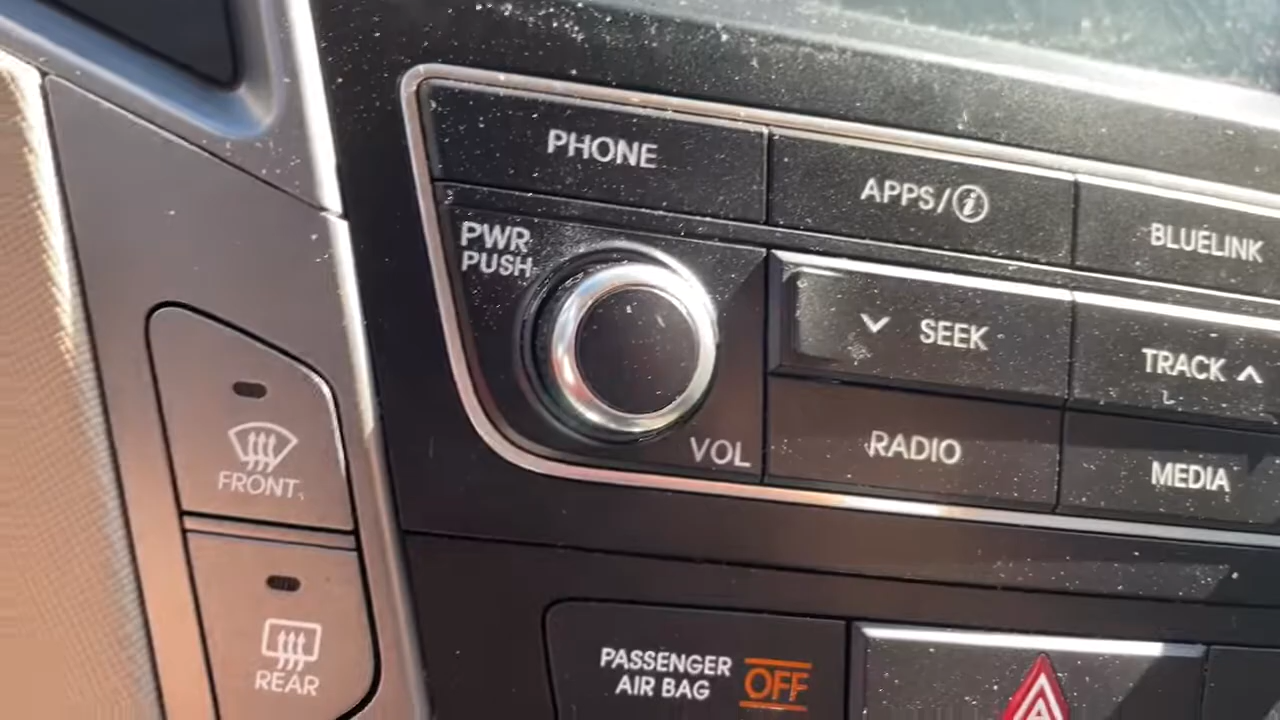 PHONE
APPS/i
BLUELINK
PWR
PUSH
SEEK
TRACK
VOL
RADIO
MEDIA
FRONT
REAR
PASSENGER
AIR BAG
OFF